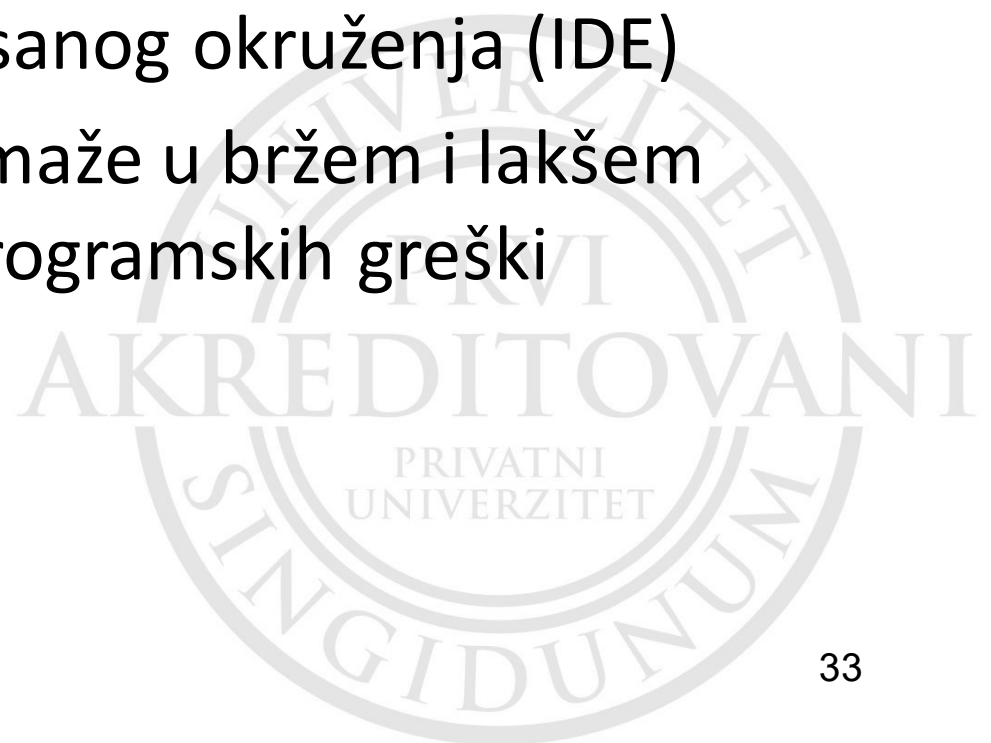 sanog okruženja (IDE)
maže u bržem i lakšem
rogramskih greški
UNIVERZITET
PRVI
AKREDITOVANI
PRIVATNI
UNIVERZITET
SINGIDUNUM
33